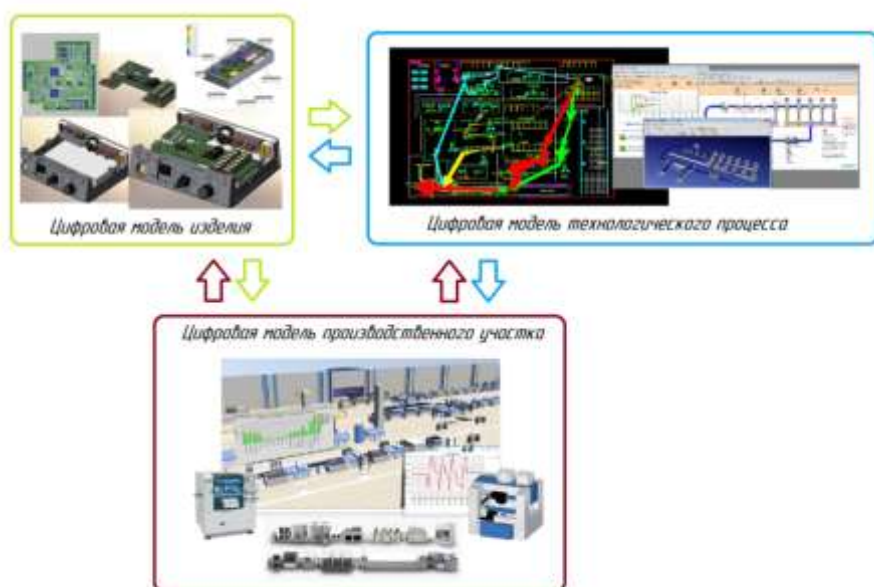 Цифровая модель изделия
Цифровая модель технологического процесса
Цифровая модель производственного участка